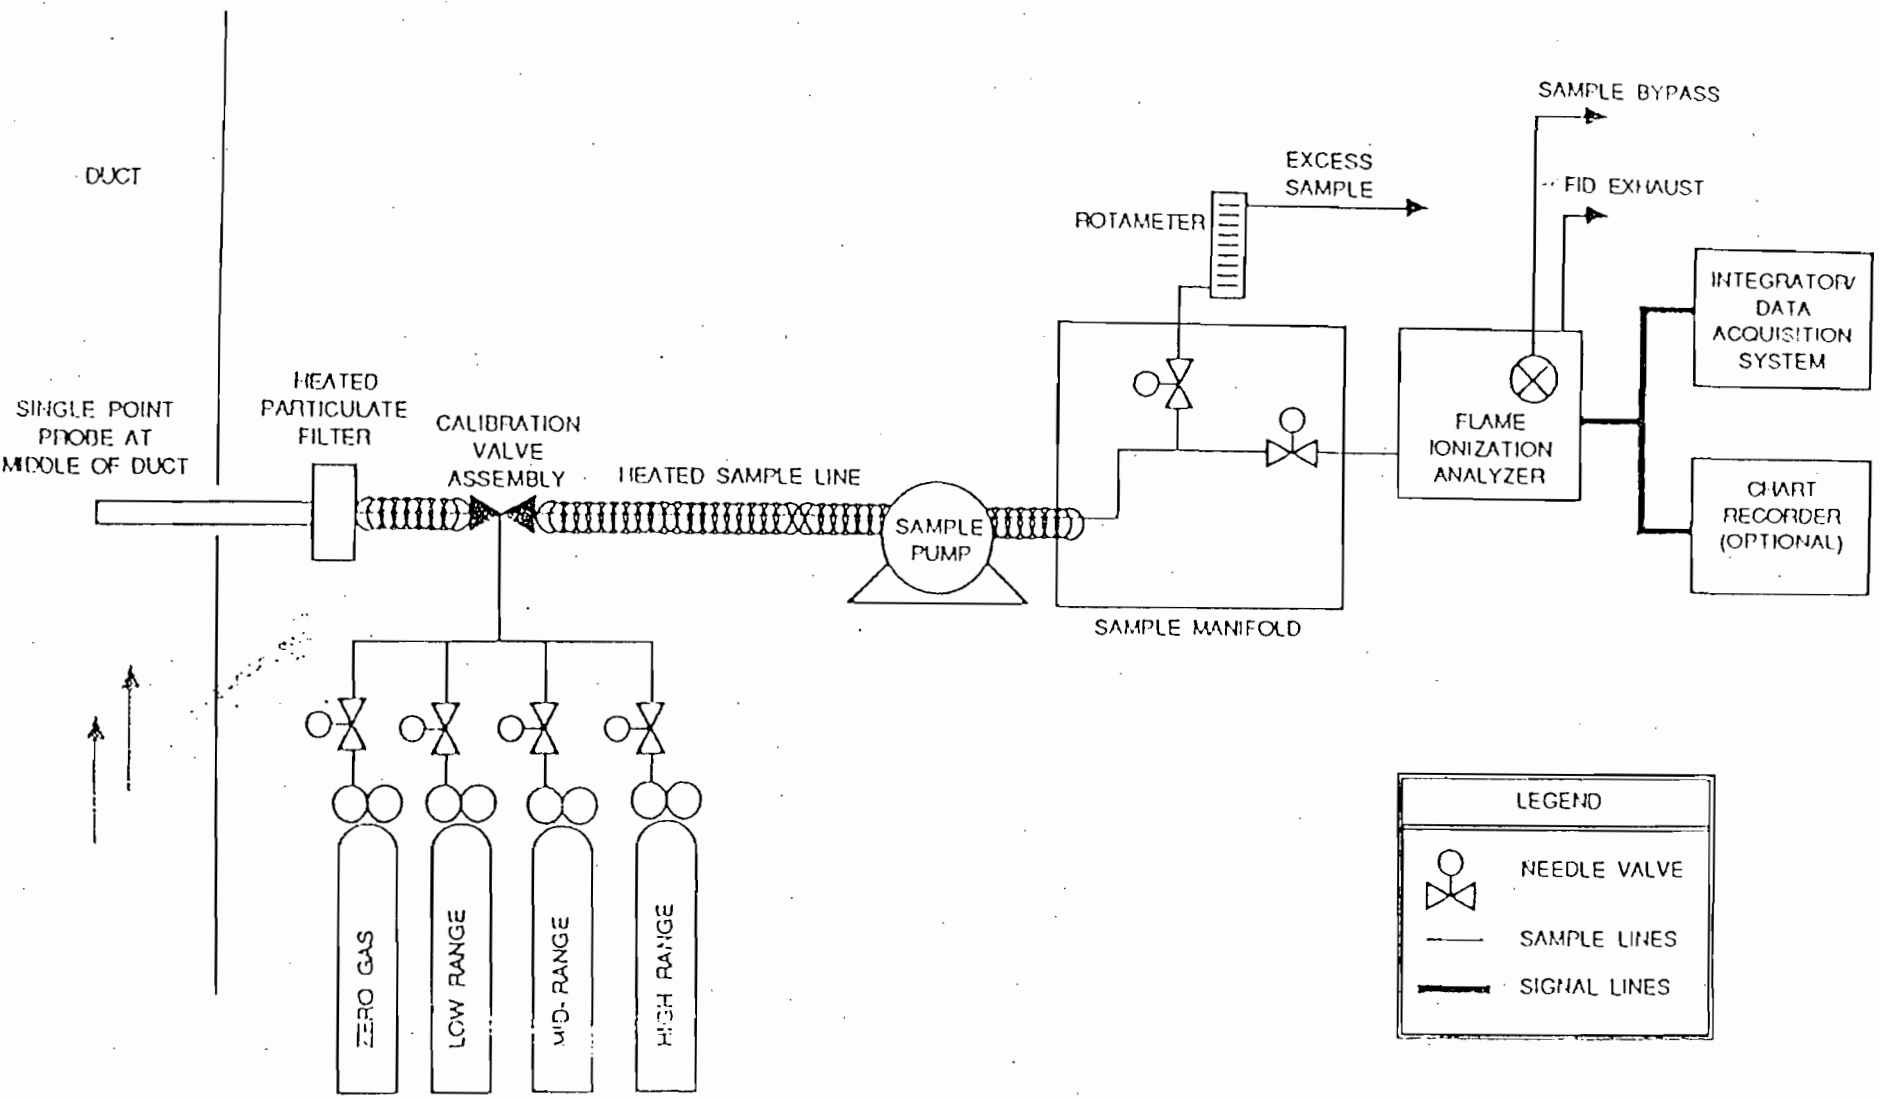 SAMPLE BYPASS
DUCT
EXCESS
SAMPLE
FID EXHAUST
ROTAMETER
INTEGRATOR/
DATA
ACQUISITION
SYSTEM
HEATED
PARTICULATE
FILTER
SINGLE POINT
PROBE AT
MIDDLE OF DUCT
CALIBRATION
VALVE
ASSEMBLY
HEATED SAMPLE LINE
FLAME
IONIZATION
ANALYZER
CHART
RECORDER
(OPTIONAL)
SAMPLE
PUMP
SAMPLE MANIFOLD
ZERO GAS
LOW RANGE
MID-RANGE
HIGH RANGE
LEGEND
NEEDLE VALVE
SAMPLE LINES
SIGNAL LINES